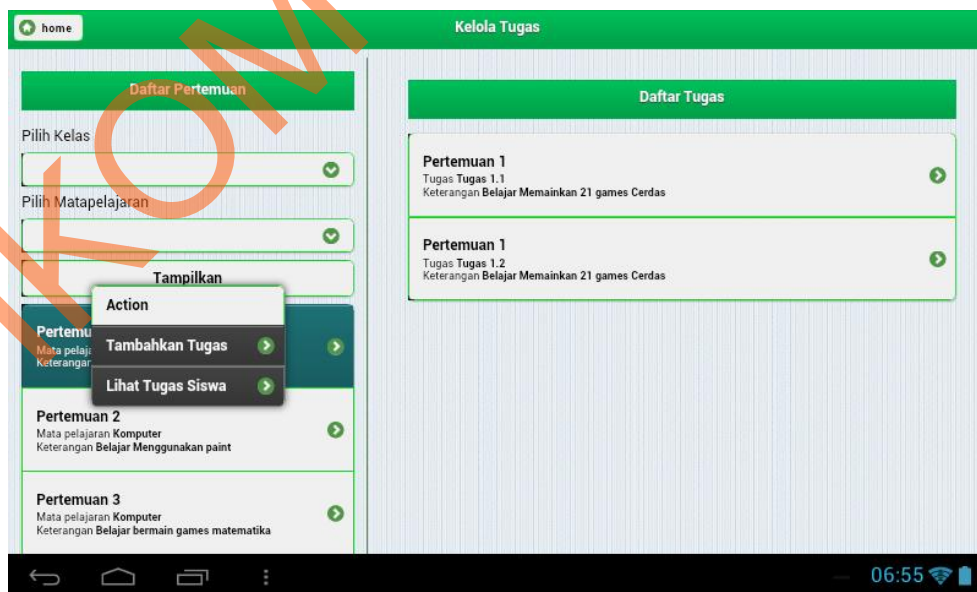 home
Kelola Tugas
Daftar Pertemuan
Pilih Kelas
Pilih Matapelajaran
Tampilkan
Action
Tambahkan Tugas
Lihat Tugas Siswa
Mata
Pertemuan 2
Mata pelajaran Komputer
Keterangan Belajar Menggunakan paint
Pertemuan 3
Mata pelajaran Komputer
Keterangan Belajar bermain games matematika
Daftar Tugas
Pertemuan 1
Tugas Tugas 1.1
Keterangan Belajar Memainkan 21 games Cerdas
Pertemuan 1
Tugas Tugas 1.2
Keterangan Belajar Memainkan 21 games Cerdas
06:55
IKOM